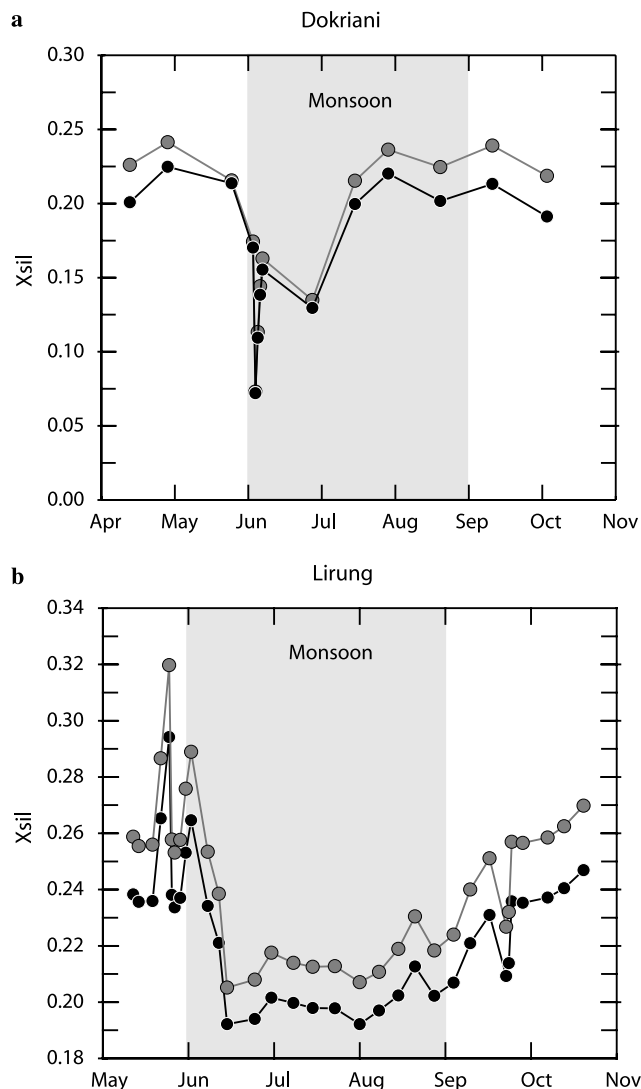 a
Dokriani
0.30
0.25
0.20
0.15
0.10
0.05
0.00
Xsil
Monsoon
Apr May Jun Jul Aug Sep Oct Nov
b
Lirung
0.34
0.32
0.30
0.28
0.26
0.24
0.22
0.20
0.18
Xsil
Monsoon
May Jun Jul Aug Sep Oct Nov